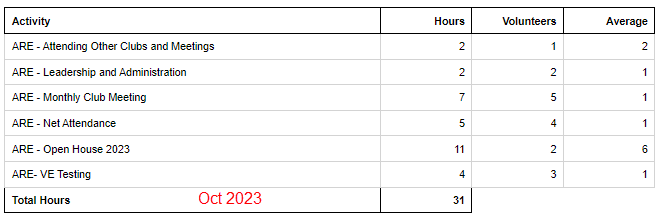 Activity Hours Volunteers Average
ARE - Attending Other Clubs and Meetings 2 1 2
ARE - Leadership and Administration 2 2 1
ARE - Monthly Club Meeting 7 5 1
ARE - Net Attendance 5 4 1
ARE - Open House 2023 11 2 6
ARE- VE Testing 4 3 1
Total Hours Oct 2023 31